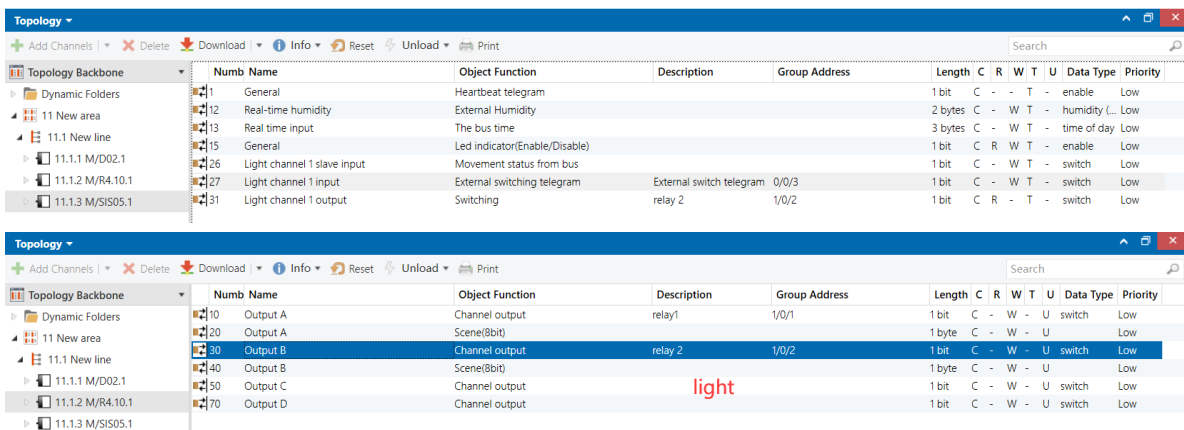 Topology
Add Channels | Delete Download | Info Reset Unload Print Search
Topology Backbone Numb Name Object Function Description Group Address Length C R W T U Data Type Priority
Dynamic Folders 1 General Heartbeat telegram 1 bit C - - T - enable Low
11 New area 12 Real-time humidity External Humidity 2 bytes C - W T - humidity (... Low
11.1 New line 13 Real time input The bus time 3 bytes C - W T - time of day Low
15 General Led indicator(Enable/Disable) 1 bit C R W T - enable Low
11.1.1 M/D02.1 26 Light channel 1 slave input Movement status from bus 1 bit C - W T - switch Low
11.1.2 M/R4.10.1 27 Light channel 1 input External switching telegram External switch telegram 0/0/3 1 bit C - W T - switch Low
11.1.3 M/SIS05.1 31 Light channel 1 output Switching relay 2 1/0/2 1 bit C R - T - switch Low
Topology
Add Channels | Delete Download | Info Reset Unload Print Search
Topology Backbone Numb Name Object Function Description Group Address Length C R W T U Data Type Priority
Dynamic Folders 10 Output A Channel output relay1 1/0/1 1 bit C - W - U switch Low
11 New area 20 Output A Scene(8bit) 1 byte C - W - U Low
11.1 New line 30 Output B Channel output relay 2 1/0/2 1 bit C - W - U switch Low
40 Output B Scene(8bit) 1 byte C - W - U Low
11.1.1 M/D02.1 50 Output C Channel output light 1 bit C - W - U switch Low
11.1.2 M/R4.10.1 70 Output D Channel output 1 bit C - W - U switch Low
11.1.3 M/SIS05.1